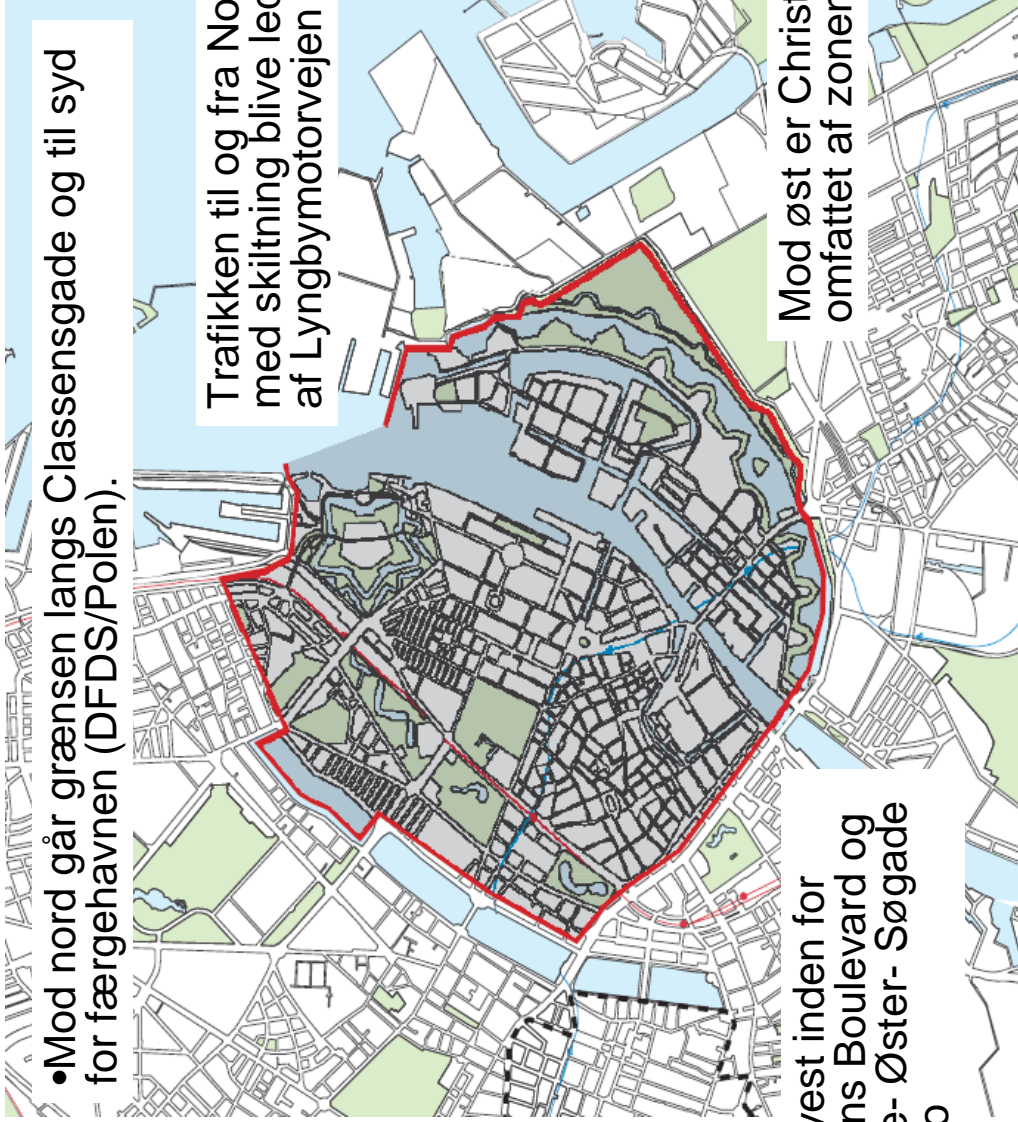 •Mod nord går grænsen langs Classensgade og til syd
for færgehavnen (DFDS/Polen).
Trafikken til og fra No
med skiltning blive led
af Lyngbymotorvejen
Mod øst er Christ
omfattet af zonen
vest inden for
ns Boulevard og
e- Øster- Søgade